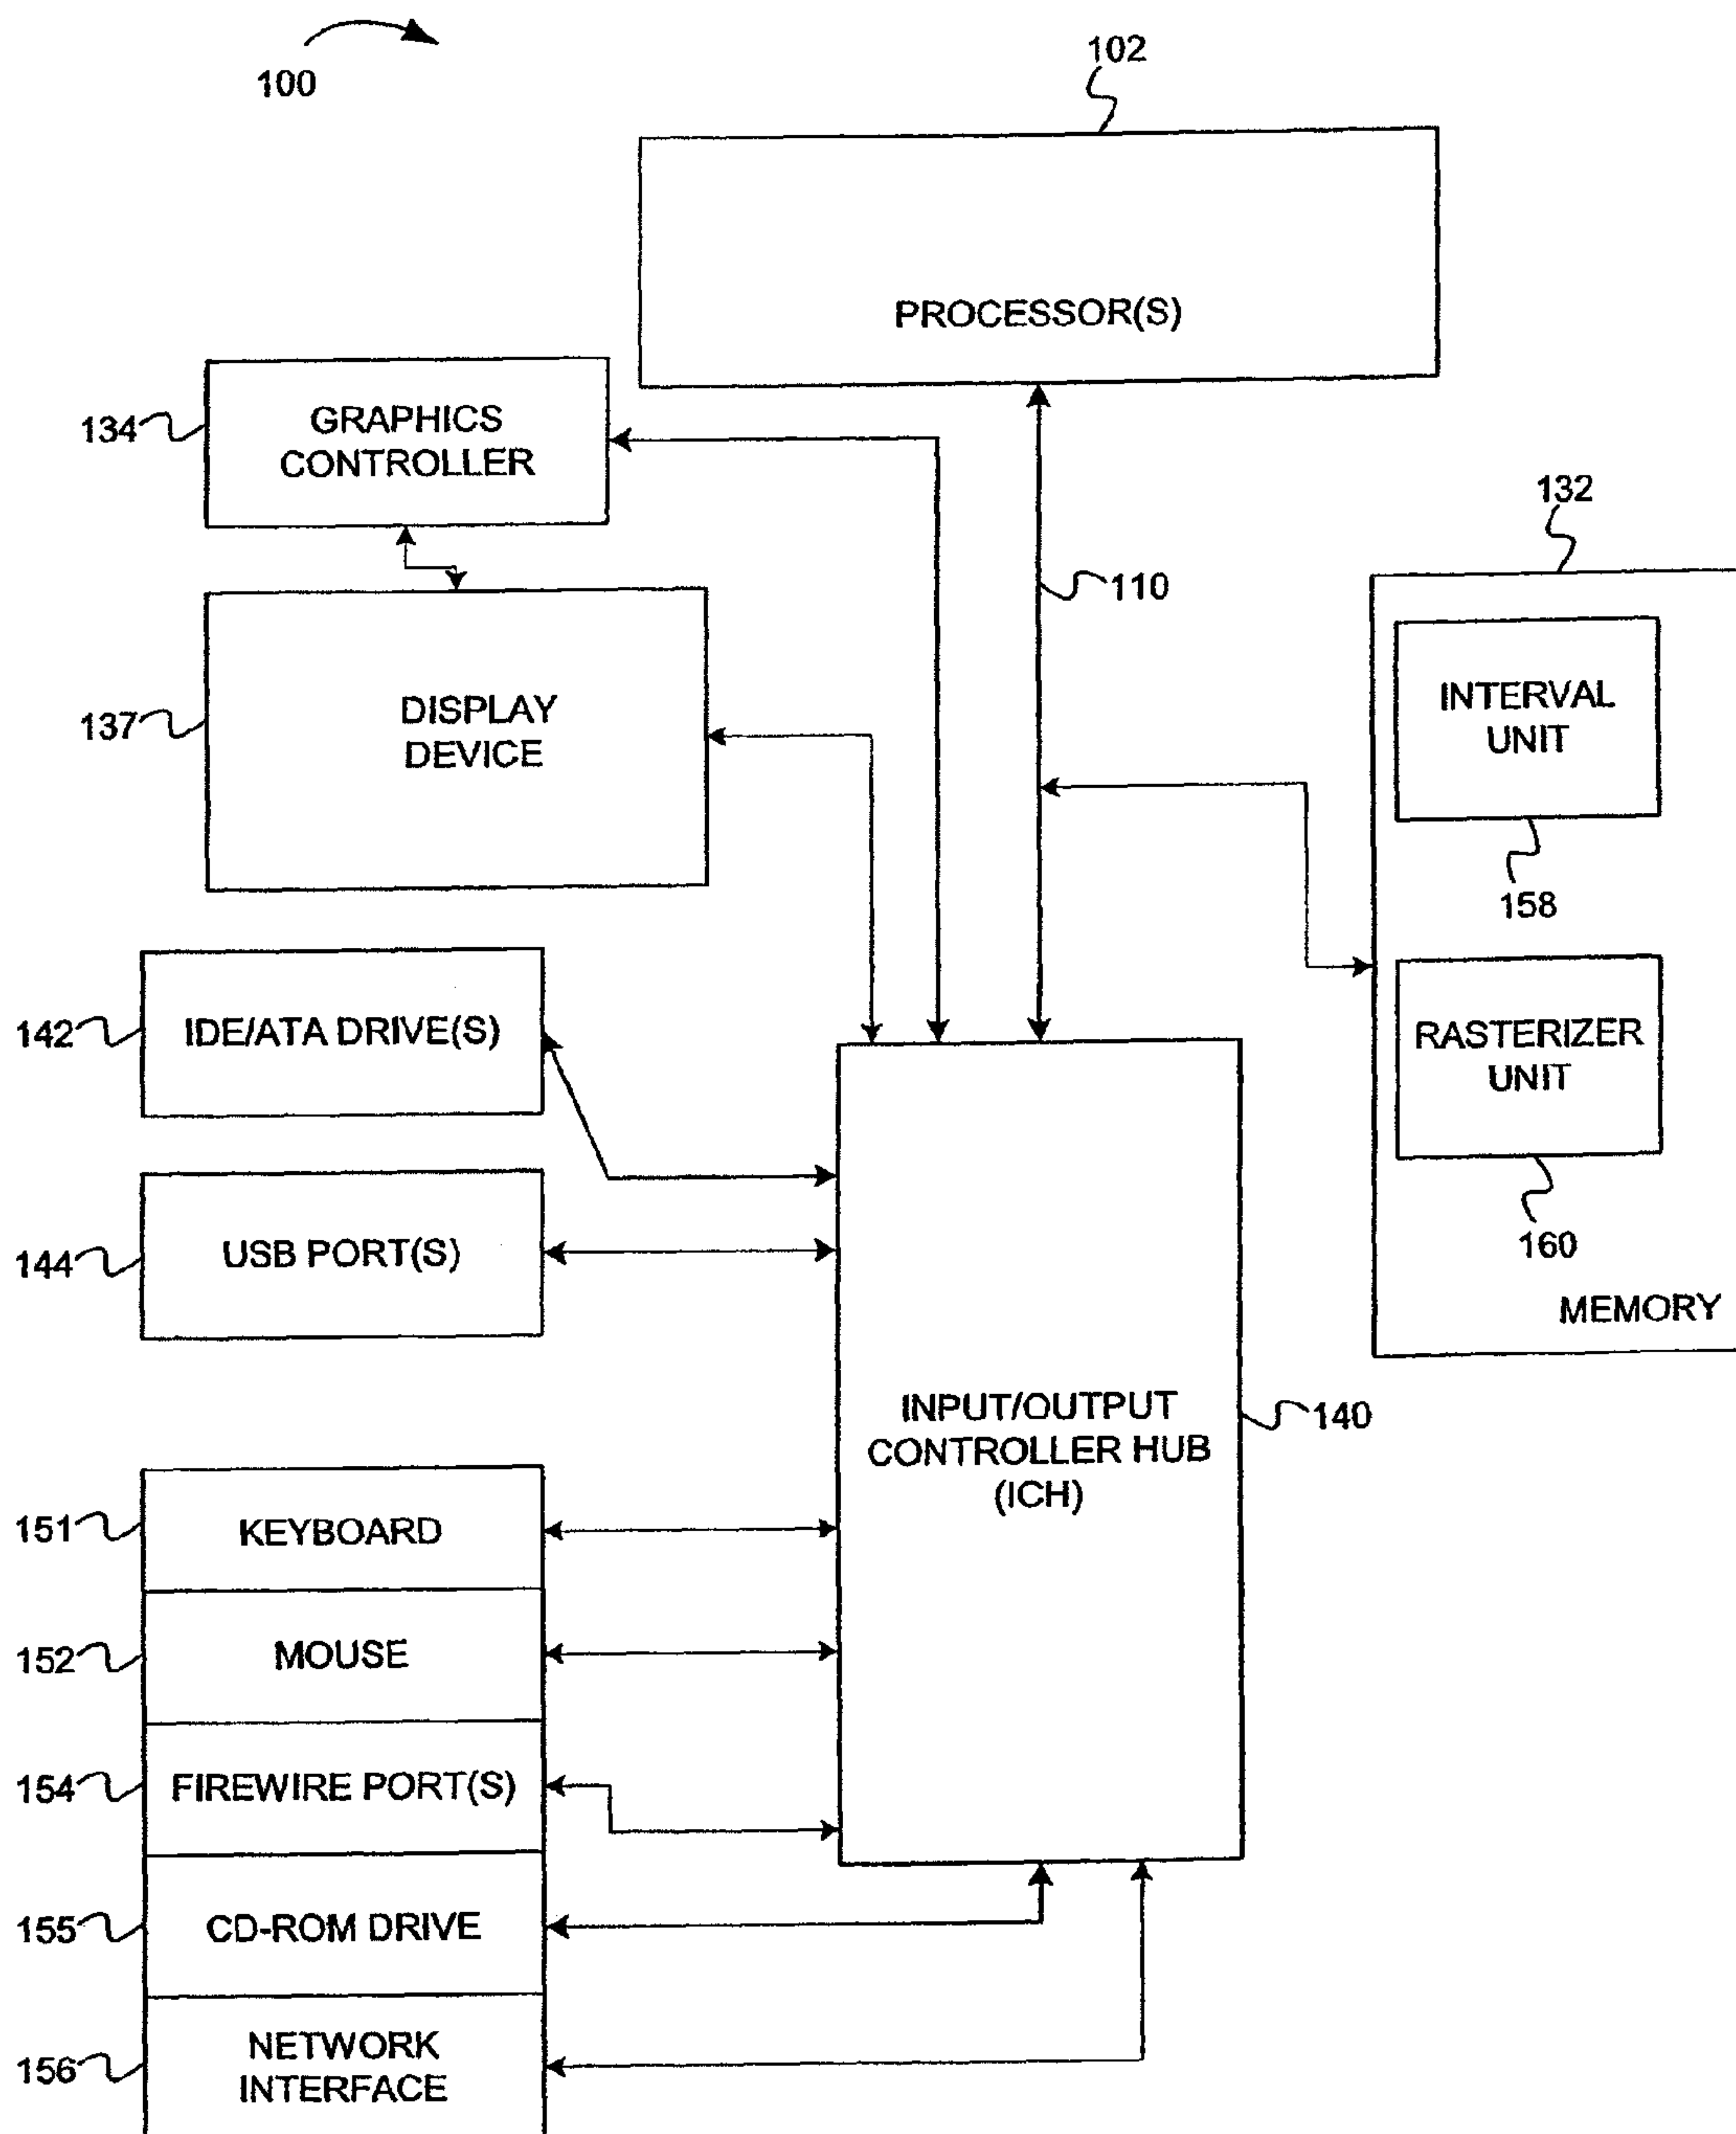 100
102
PROCESSOR(S)
134
GRAPHICS
CONTROLLER
132
110
137
DISPLAY
DEVICE
INTERVAL
UNIT
158
142
IDE/ATA DRIVE(S)
RASTERIZER
UNIT
160
144
USB PORT(S)
MEMORY
INPUT/OUTPUT
CONTROLLER HUB
(ICH)
140
151
KEYBOARD
152
MOUSE
154
FIREWIRE PORT(S)
155
CD-ROM DRIVE
156
NETWORK
INTERFACE